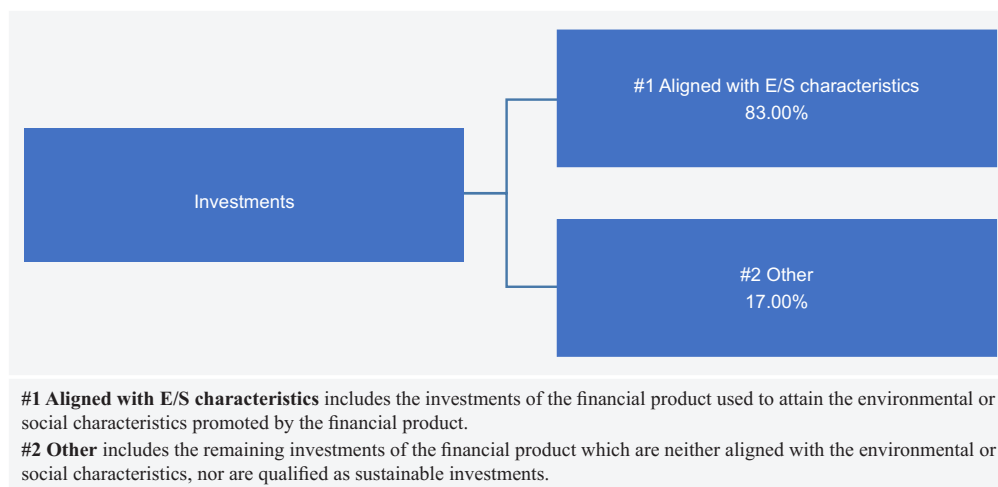 #1 Aligned with E/S characteristics
83.00%
Investments
#2 Other
17.00%
#1 Aligned with E/S characteristics includes the investments of the financial product used to attain the environmental or
social characteristics promoted by the financial product.
#2 Other includes the remaining investments of the financial product which are neither aligned with the environmental or
social characteristics, nor are qualified as sustainable investments.